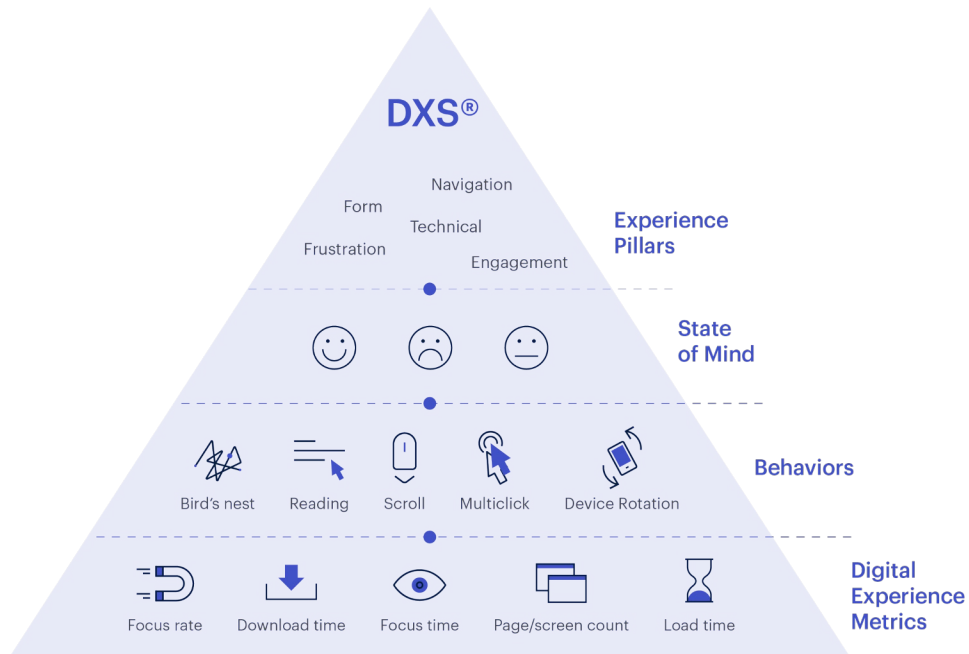 DXS®
Navigation
Form
Technical
Frustration
Engagement
Experience
Pillars
State
of Mind
Bird's nest
Reading
Scroll
Multiclick
Device Rotation
Behaviors
Focus rate
Download time
Focus time
Page/screen count
Load time
Digital
Experience
Metrics